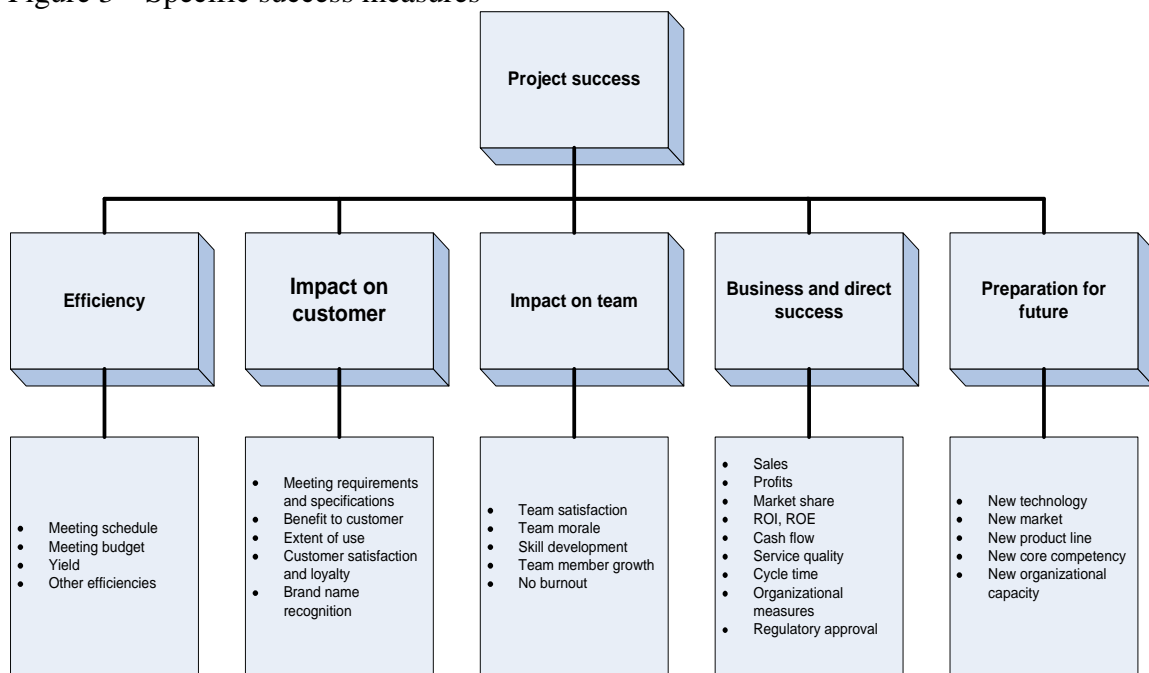 Figure Specific success measures
Project success
Efficiency
Impact on
customer
Impact on team
Business and direct
success
Preparation for
future
• Meeting schedule
• Meeting budget
• Yield
• Other efficiencies
• Meeting requirements
and specifications
• Benefit to customer
• Extent of use
• Customer satisfaction
and loyalty
• Brand name
recognition
• Team satisfaction
• Team morale
• Skill development
• Team member growth
• No burnout
• Sales
• Profits
• Market share
• ROI, ROE
• Cash flow
• Service quality
• Cycle time
• Organizational
measures
• Regulatory approval
• New technology
• New market
• New product line
• New core competency
• New organizational
capacity